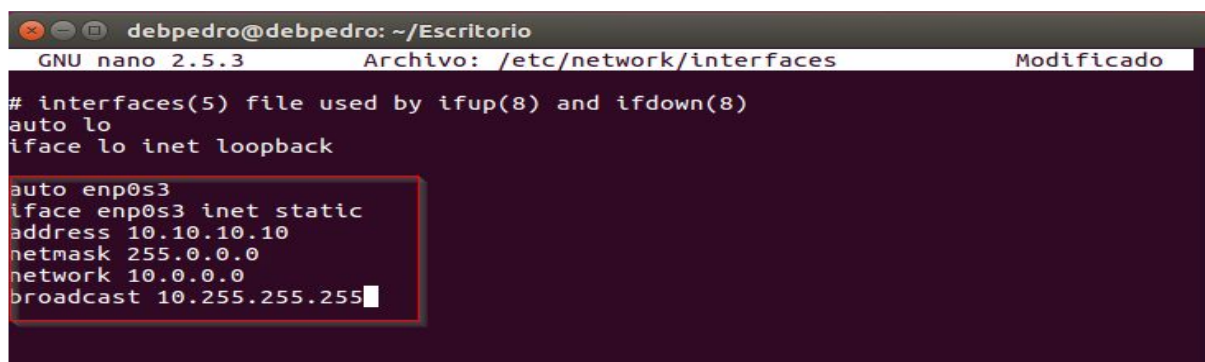 debpedro@debpedro: ~/Escritorio
GNU nano 2.5.3 Archivo: /etc/network/interfaces Modificado
# interfaces(5) file used by ifup(8) and ifdown(8)
auto lo
iface lo inet loopback
auto enp0s3
iface enp0s3 inet static
address 10.10.10.10
netmask 255.0.0.0
network 10.0.0.0
broadcast 10.255.255.255